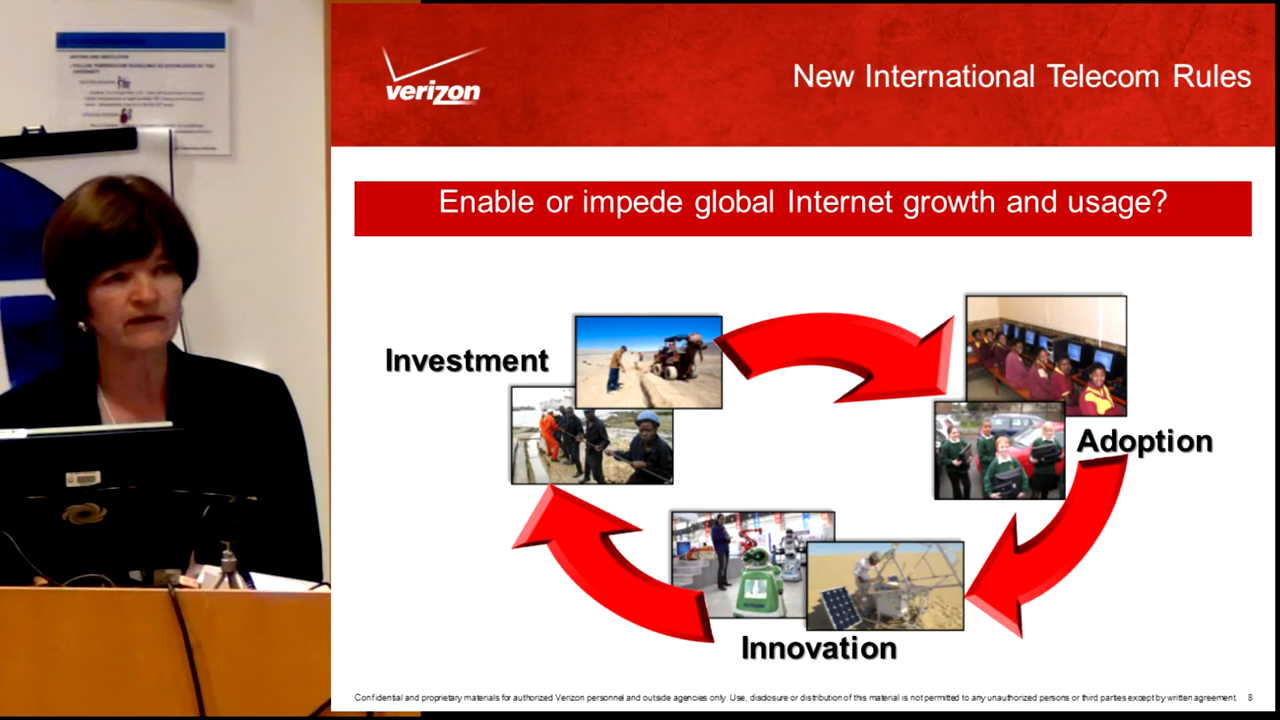 verizon
New International Telecom Rules
Enable or impede global Internet growth and usage?
Investment
Adoption
Innovation
Confidential and proprietary materials for authorized Verizon personnel and outside agencies only. Use, disclosure or distribution of this material is not permitted to any unauthorized persons or third parties except by written agreement. 8